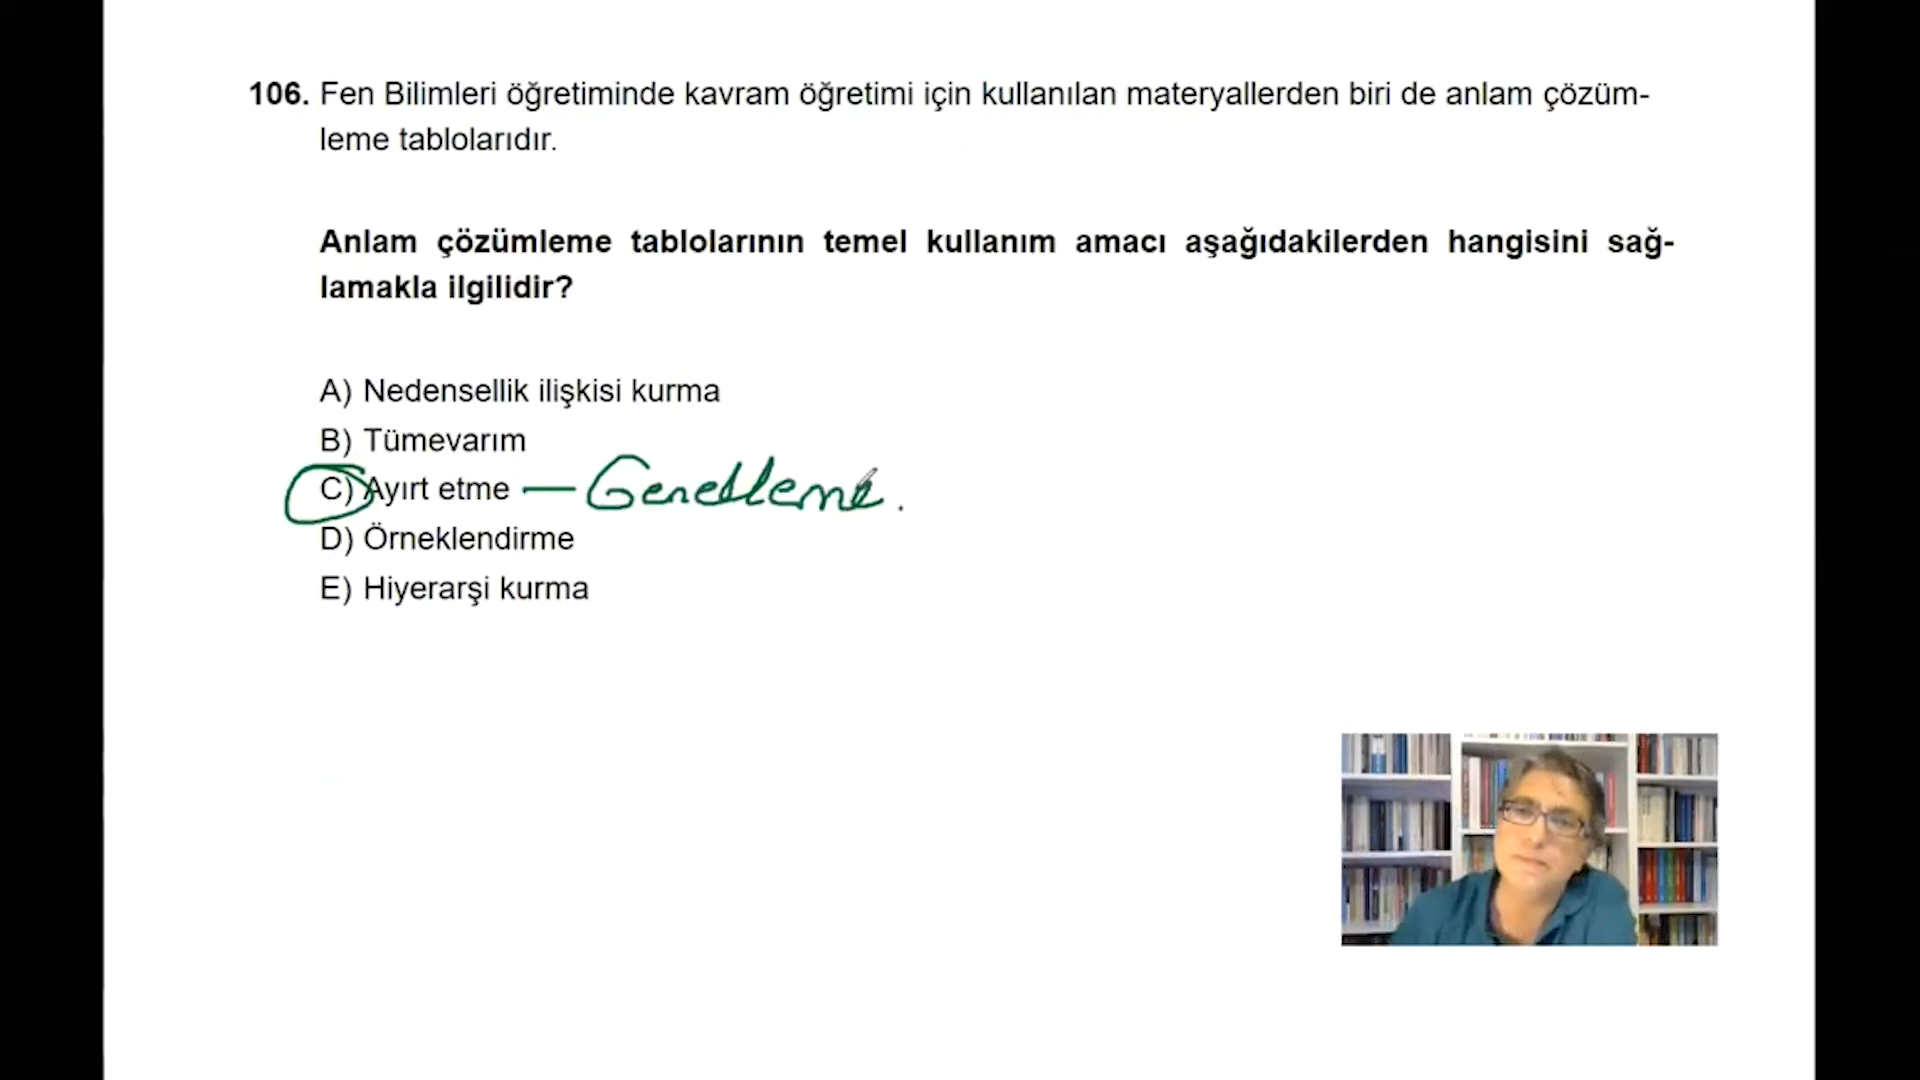 106. Fen Bilimleri öğretiminde kavram öğretimi için kullanılan materyallerden biri de anlam çözüm-
leme tablolarıdır.
Anlam çözümleme tablolarının temel kullanım amacı aşağıdakilerden hangisini sağ-
lamakla ilgilidir?
A) Nedensellik ilişkisi kurma
B) Tümevarım
C) Ayırt etme — Genelleme.
D) Örneklendirme
E) Hiyerarşi kurma